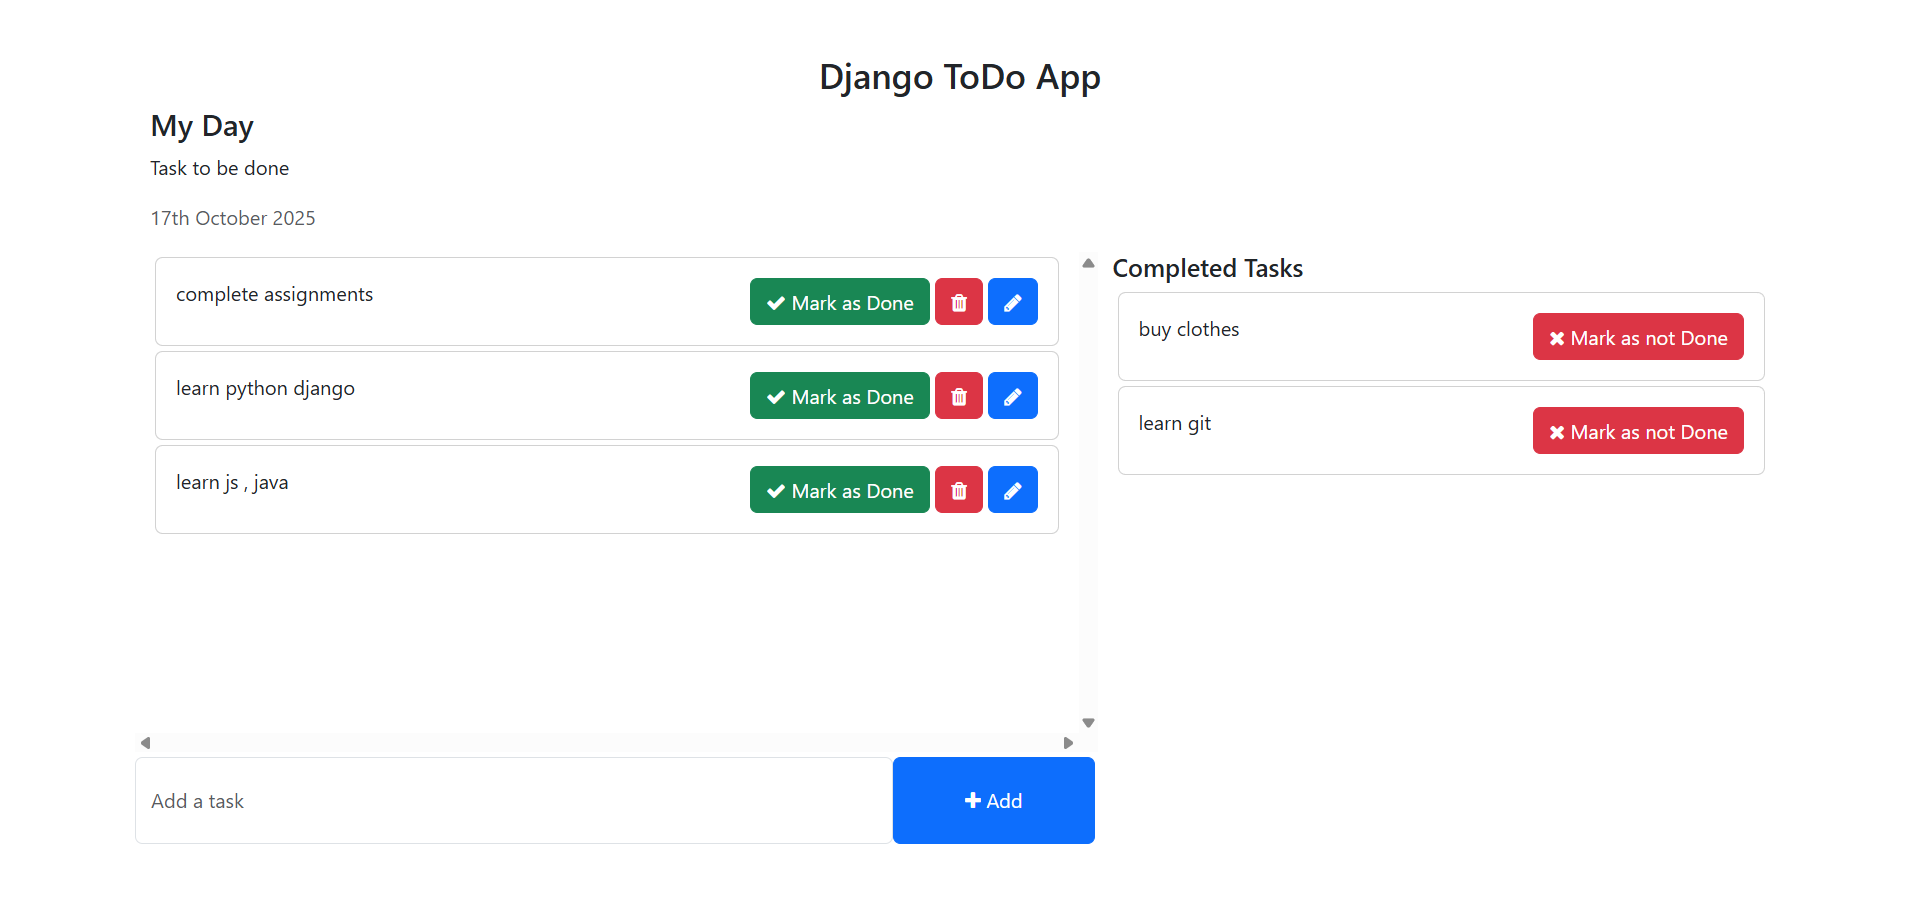 Django ToDo App
My Day
Task to be done
17th October 2025
complete assignments
Mark as Done
learn python django
Mark as Done
learn js , java
Mark as Done
Add a task
Add
Completed Tasks
buy clothes
Mark as not Done
learn git
Mark as not Done